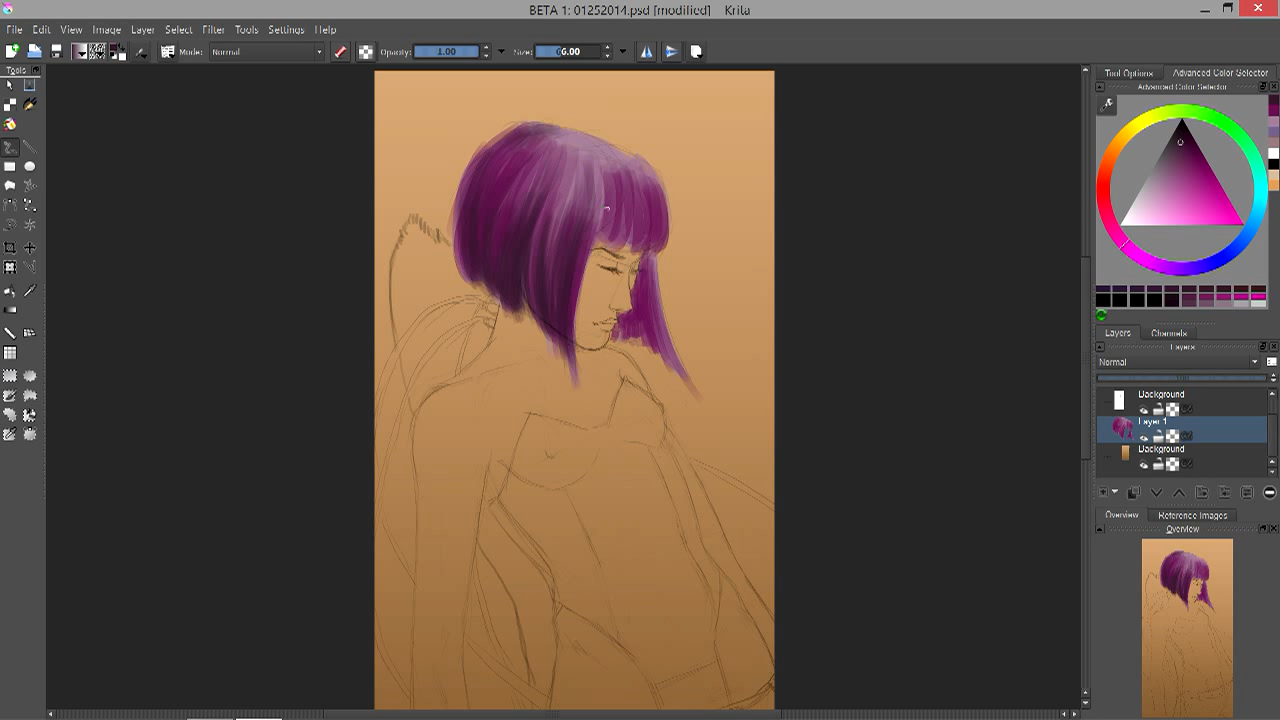 BETA 1: 01252014.psd [modified] Krita
File Edit View Image Layer Select Filter Tools Settings Help
Mode: Normal Opacity: 1.00 Size: 66.00
Tools
Tool Options Advanced Color Selector
Advanced Color Selector
Layers Channels
Layers
Normal
Background
Layer 1
Background
Overview Reference Images
Overview